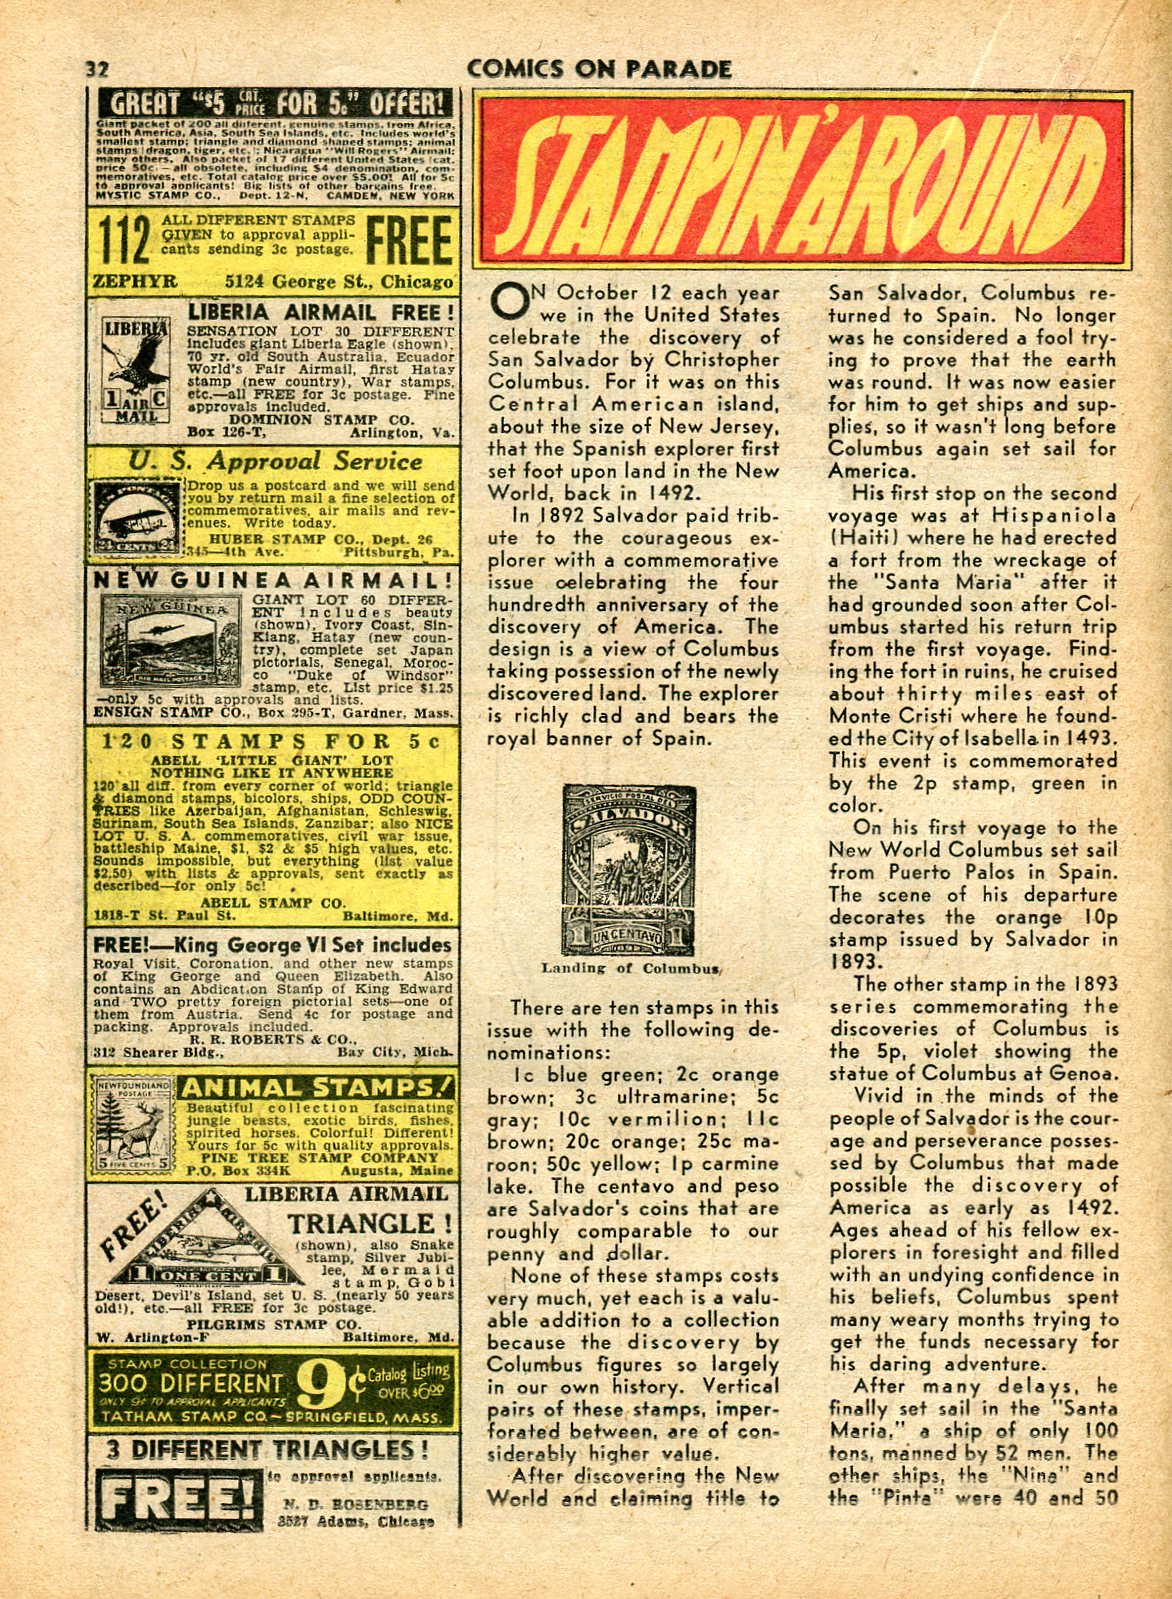 32
COMICS ON PARADE
GREAT "$5 CAT. PRICE FOR 5c" OFFER!
Giant packet of 200 all different, genuine stamps, from Africa,
South America, Asia, South Sea Islands, etc. Includes world's
smallest stamp; triangle and diamond shaped stamps; animal
stamps (dragon, tiger, etc.); Nicaragua "Will Rogers" Airmail;
many others. Also packet of 17 different United States (cat.
price 50c.—all obsolete, including $4 denomination, com-
memoratives, etc. Total catalog price over $5.00! All for 5c
to approval applicants! Big lists of other bargains free.
MYSTIC STAMP CO., Dept. 12-N, CAMDEN, NEW YORK
112 ALL DIFFERENT STAMPS
GIVEN to approval appli-
cants sending 3c postage.
FREE
ZEPHYR 5124 George St., Chicago
LIBERIA
1 AIR C
MAIL
LIBERIA AIRMAIL FREE!
SENSATION LOT 30 DIFFERENT
includes giant Liberia Eagle (shown),
70 yr. old South Australia, Ecuador
World's Fair Airmail, first Hatay
stamp (new country), War stamps,
etc.—all FREE for 3c postage. Fine
approvals included.
DOMINION STAMP CO.
Box 126-T, Arlington, Va.
U. S. Approval Service
Drop us a postcard and we will send
you by return mail a fine selection of
commemoratives, air mails and rev-
enues. Write today.
HUBER STAMP CO., Dept. 26
345—4th Ave. Pittsburgh, Pa.
NEW GUINEA AIRMAIL!
NEW GUINEA
AIR MAIL POSTAGE
GIANT LOT 60 DIFFER-
ENT includes beauty
(shown), Ivory Coast, Sin-
Kiang, Hatay (new coun-
try), complete set Japan
pictorials, Senegal, Moroc-
co "Duke of Windsor"
stamp, etc. List price $1.25
—only 5c with approvals and lists.
ENSIGN STAMP CO., Box 295-T, Gardner, Mass.
120 STAMPS FOR 5c
ABELL 'LITTLE GIANT' LOT
NOTHING LIKE IT ANYWHERE
120 all diff. from every corner of world; triangle
& diamond stamps, bicolors, ships, ODD COUN-
TRIES like Azerbaijan, Afghanistan, Schleswig,
Surinam, South Sea Islands, Zanzibar; also NICE
LOT U. S. A. commemoratives, civil war issue,
battleship Maine, $1, $2 & $5 high values, etc.
Sounds impossible, but everything (list value
$2.50) with lists & approvals, sent exactly as
described—for only 5c!
ABELL STAMP CO.
1818-T St. Paul St. Baltimore, Md.
FREE!—King George VI Set includes
Royal Visit, Coronation, and other new stamps
of King George and Queen Elizabeth. Also
contains an Abdication Stamp of King Edward
and TWO pretty foreign pictorial sets—one of
them from Austria. Send 4c for postage and
packing. Approvals included.
R. R. ROBERTS & CO.,
312 Shearer Bldg., Bay City, Mich.
NEWFOUNDLAND
POSTAGE
5 FIVE CENTS 5
ANIMAL STAMPS!
Beautiful collection fascinating
jungle beasts, exotic birds, fishes,
spirited horses. Colorful! Different!
Yours for 5c with quality approvals.
PINE TREE STAMP COMPANY
P.O. Box 334K Augusta, Maine
FREE!
LIBERIA AIR MAIL
1 ONE CENT 1
LIBERIA AIRMAIL
TRIANGLE!
(shown), also Snake
stamp, Silver Jubi-
lee, Mermaid
stamp, Gobi
Desert, Devil's Island, set U. S. (nearly 50 years
old!), etc.—all FREE for 3c postage.
PILGRIMS STAMP CO.
W. Arlington-F Baltimore, Md.
STAMP COLLECTION
300 DIFFERENT
ONLY 9c TO APPROVAL APPLICANTS
9c
Catalog Listing
OVER $6.00
TATHAM STAMP CO.—SPRINGFIELD, MASS.
3 DIFFERENT TRIANGLES!
FREE!
to approval applicants.
N. D. ROSENBERG
3527 Adams, Chicago
STAMPIN' AROUND
ON October 12 each year
we in the United States
celebrate the discovery of
San Salvador by Christopher
Columbus. For it was on this
Central American island,
about the size of New Jersey,
that the Spanish explorer first
set foot upon land in the New
World, back in 1492.
In 1892 Salvador paid trib-
ute to the courageous ex-
plorer with a commemorative
issue celebrating the four
hundredth anniversary of the
discovery of America. The
design is a view of Columbus
taking possession of the newly
discovered land. The explorer
is richly clad and bears the
royal banner of Spain.
SERVICIO POSTAL DEL
SALVADOR
AMERICA CENTRAL
1 UN CENTAVO 1
Landing of Columbus
There are ten stamps in this
issue with the following de-
nominations:
1c blue green; 2c orange
brown; 3c ultramarine; 5c
gray; 10c vermilion; 11c
brown; 20c orange; 25c ma-
roon; 50c yellow; 1p carmine
lake. The centavo and peso
are Salvador's coins that are
roughly comparable to our
penny and dollar.
None of these stamps costs
very much, yet each is a valu-
able addition to a collection
because the discovery by
Columbus figures so largely
in our own history. Vertical
pairs of these stamps, imper-
forated between, are of con-
siderably higher value.
After discovering the New
World and claiming title to
San Salvador, Columbus re-
turned to Spain. No longer
was he considered a fool try-
ing to prove that the earth
was round. It was now easier
for him to get ships and sup-
plies, so it wasn't long before
Columbus again set sail for
America.
His first stop on the second
voyage was at Hispaniola
(Haiti) where he had erected
a fort from the wreckage of
the "Santa Maria" after it
had grounded soon after Col-
umbus started his return trip
from the first voyage. Find-
ing the fort in ruins, he cruised
about thirty miles east of
Monte Cristi where he found-
ed the City of Isabella in 1493.
This event is commemorated
by the 2p stamp, green in
color.
On his first voyage to the
New World Columbus set sail
from Puerto Palos in Spain.
The scene of his departure
decorates the orange 10p
stamp issued by Salvador in
1893.
The other stamp in the 1893
series commemorating the
discoveries of Columbus is
the 5p, violet showing the
statue of Columbus at Genoa.
Vivid in the minds of the
people of Salvador is the cour-
age and perseverance posses-
sed by Columbus that made
possible the discovery of
America as early as 1492.
Ages ahead of his fellow ex-
plorers in foresight and filled
with an undying confidence in
his beliefs, Columbus spent
many weary months trying to
get the funds necessary for
his daring adventure.
After many delays, he
finally set sail in the "Santa
Maria," a ship of only 100
tons, manned by 52 men. The
other ships, the "Nina" and
the "Pinta" were 40 and 50